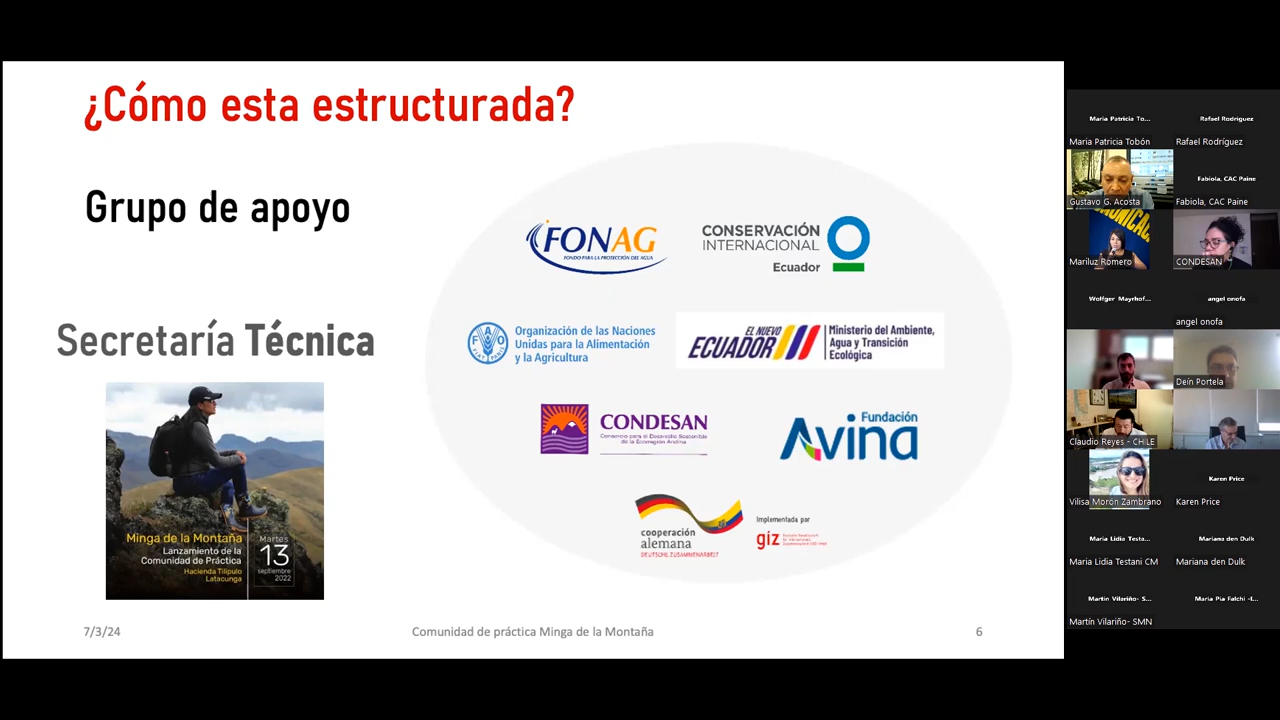 ¿Cómo esta estructurada?
Grupo de apoyo
Secretaría Técnica
Minga de la Montaña
Lanzamiento de la
Comunidad de Práctica
Hacienda Tilipulo
Latacunga
Martes
13
septiembre
2022
FONAG
FONDO PARA LA PROTECCIÓN DEL AGUA
CONSERVACIÓN
INTERNACIONAL
Ecuador
FAO
FIAT PANIS
Organización de las Naciones
Unidas para la Alimentación
y la Agricultura
EL NUEVO
ECUADOR
Ministerio del Ambiente,
Agua y Transición
Ecológica
CONDESAN
Consorcio para el Desarrollo Sostenible
de la Ecorregión Andina
Fundación
Avina
cooperación
alemana
DEUTSCHE ZUSAMMENARBEIT
Implementada por
giz
7/3/24
Comunidad de práctica Minga de la Montaña
6
Maria Patricia To...
Maria Patricia Tobón
Rafael Rodríguez
Rafael Rodríguez
Gustavo G. Acosta
Fabiola, CAC Paine
Fabiola, CAC Paine
Mariluz Romero
CONDESAN
Wolfger Mayrhof...
angel onofa
angel onofa
Deín Portela
Claudio Reyes - CHILE
Vilisa Morón Zambrano
Karen Price
Karen Price
Maria Lidia Testa...
Maria Lidia Testani CM
Mariana den Dulk
Mariana den Dulk
Martín Vilariño- S...
Martín Vilariño- SMN
Maria Pia Falchi -I...